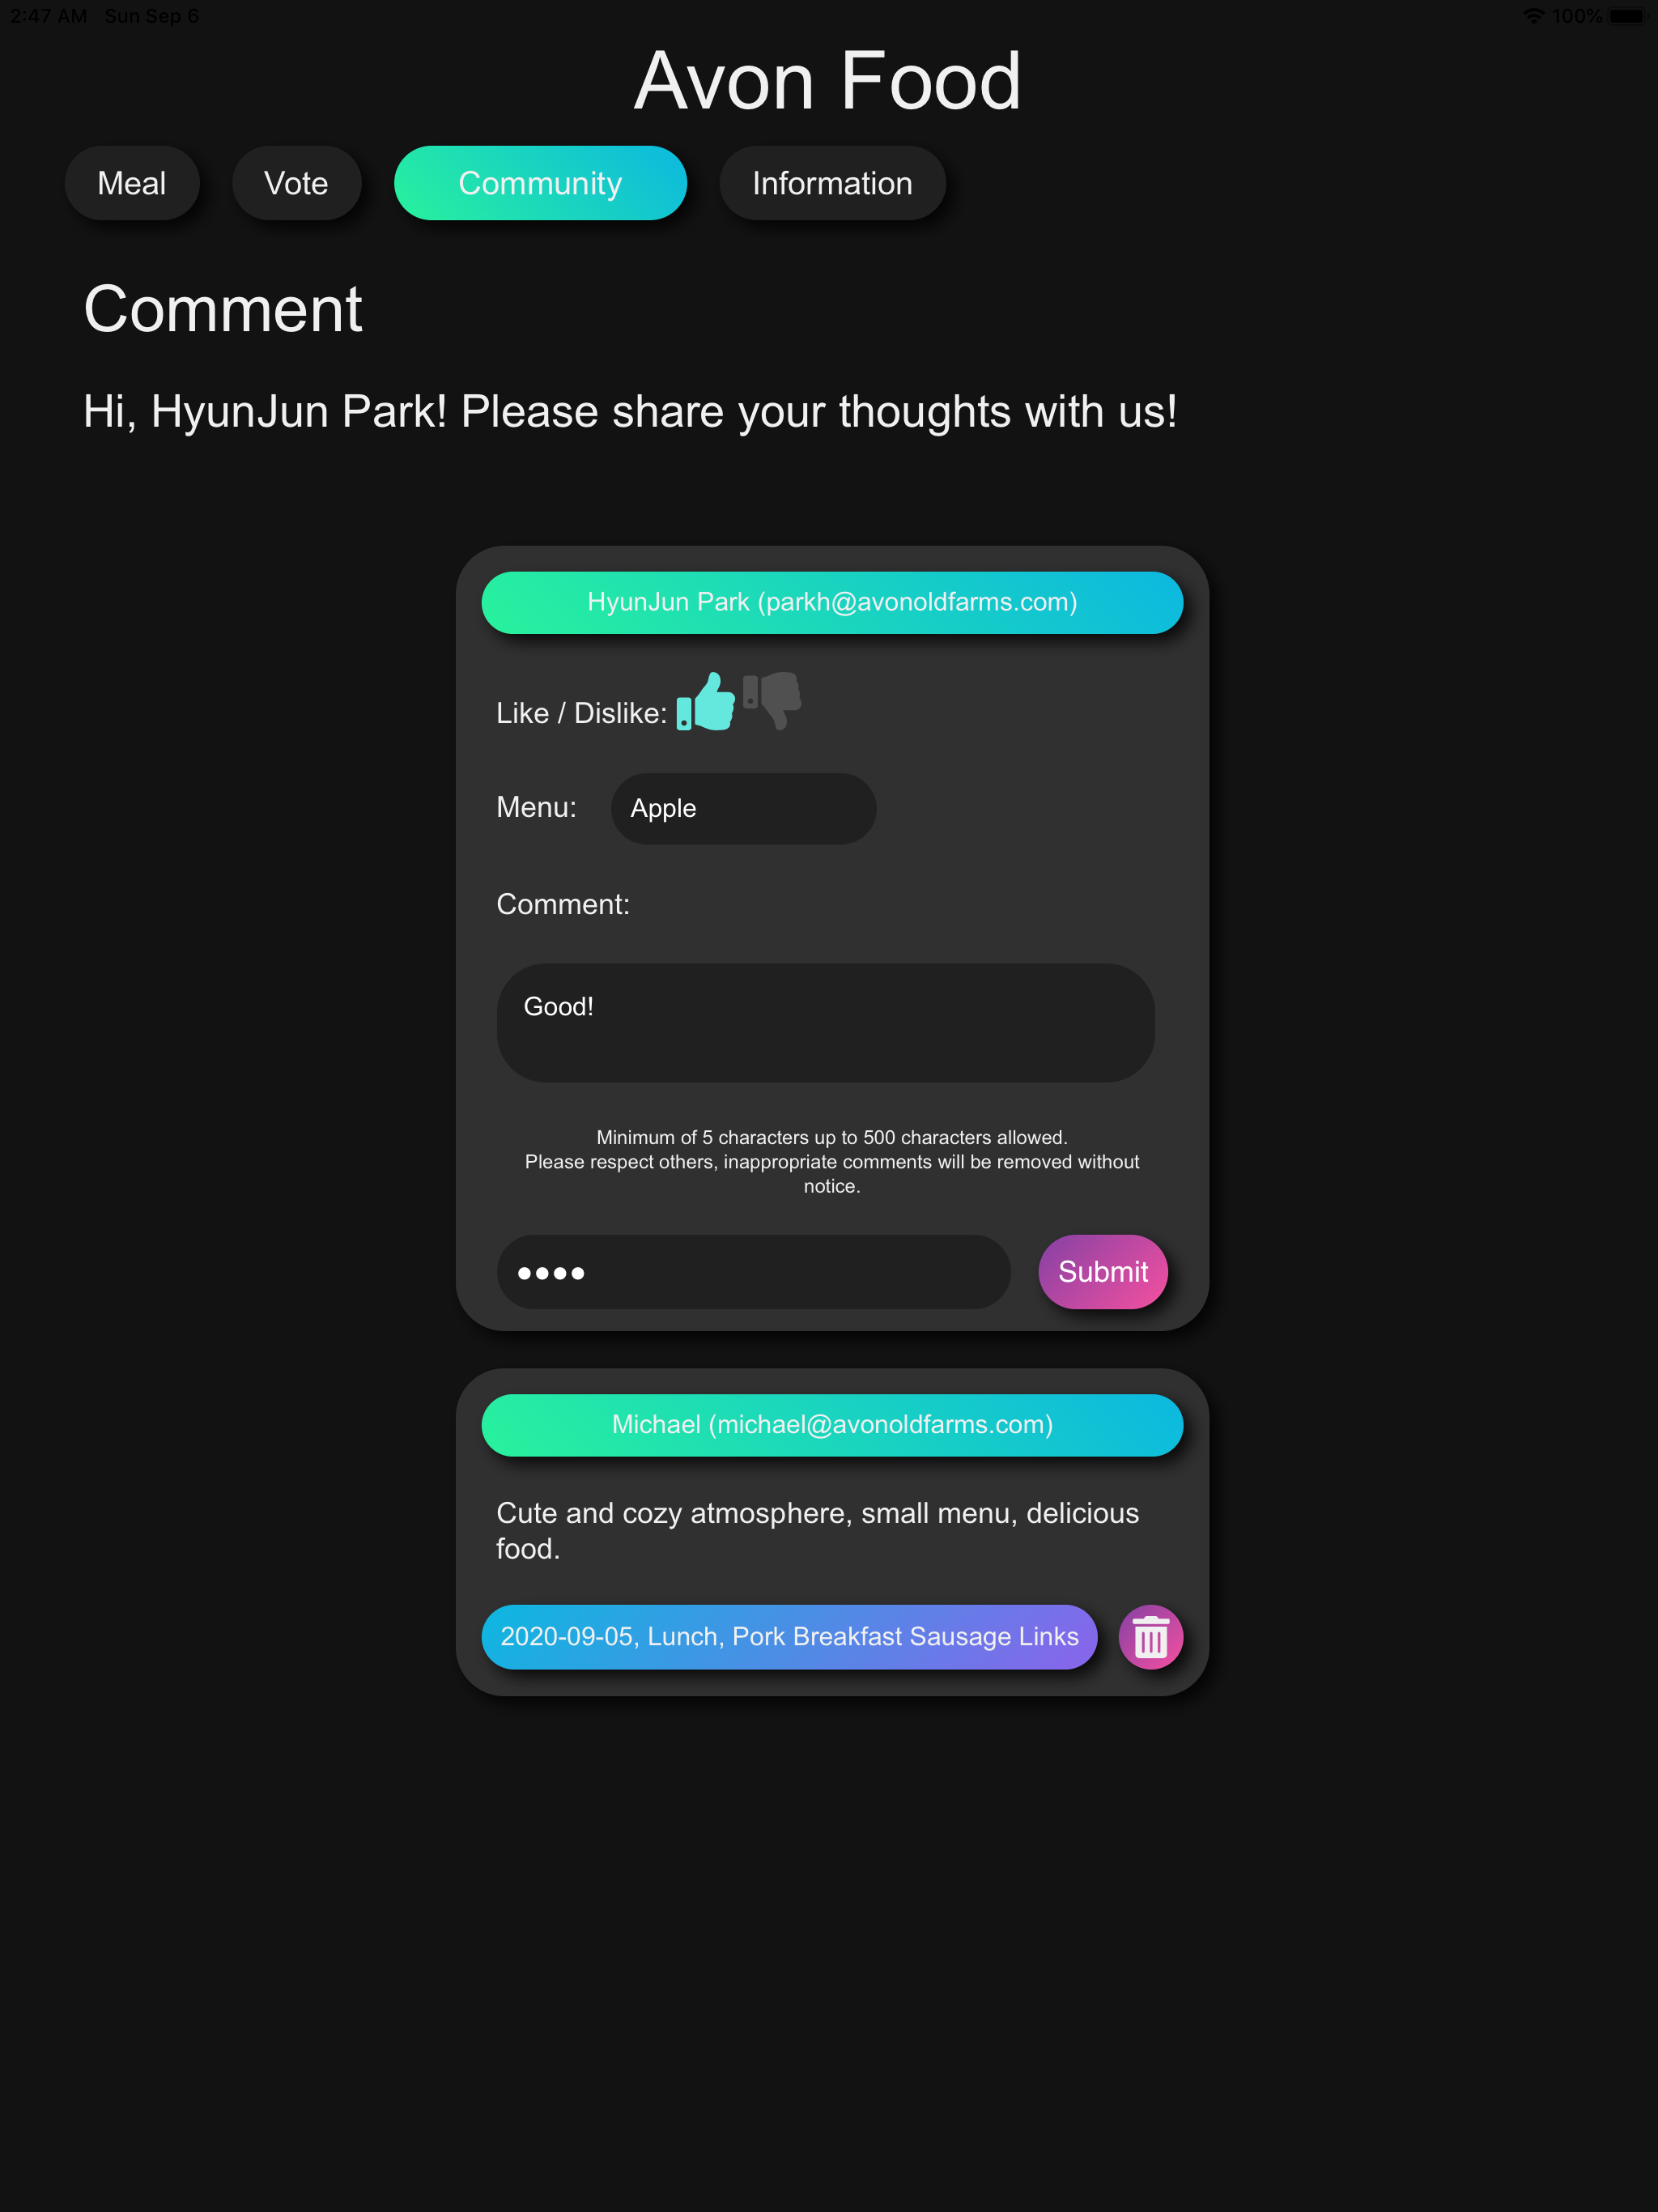 2:47 AM Sun Sep 6 100%
Avon Food
Meal Vote Community Information
Comment
Hi, HyunJun Park! Please share your thoughts with us!
HyunJun Park (parkh@avonoldfarms.com)
Like / Dislike:
Menu: Apple
Comment:
Good!
Minimum of 5 characters up to 500 characters allowed.
Please respect others, inappropriate comments will be removed without
notice.
●●●● Submit
Michael (michael@avonoldfarms.com)
Cute and cozy atmosphere, small menu, delicious
food.
2020-09-05, Lunch, Pork Breakfast Sausage Links